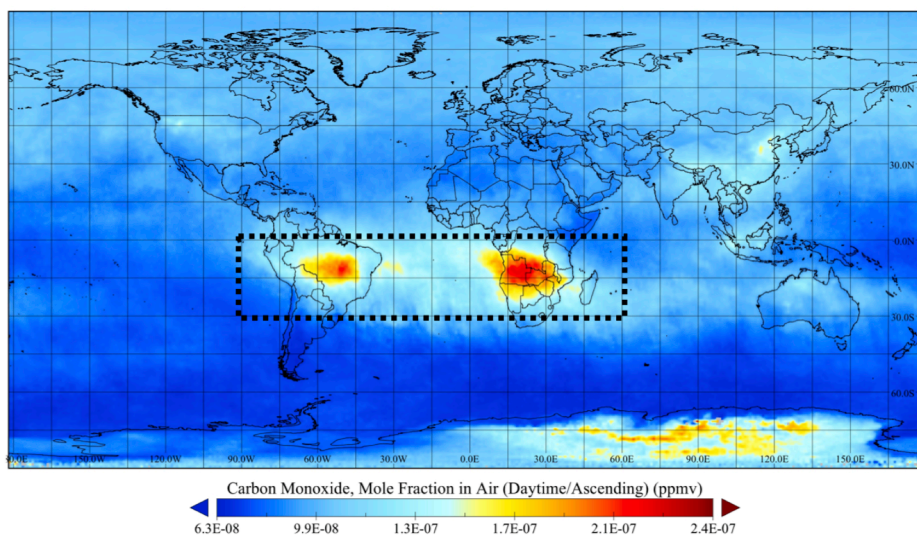 60.0N
30.0N
0.0N
30.0S
60.0S
150.0W 120.0W 90.0W 60.0W 30.0W 0.0E 30.0E 60.0E 90.0E 120.0E 150.0E
Carbon Monoxide, Mole Fraction in Air (Daytime/Ascending) (ppmv)
6.3E-08 9.9E-08 1.3E-07 1.7E-07 2.1E-07 2.4E-07